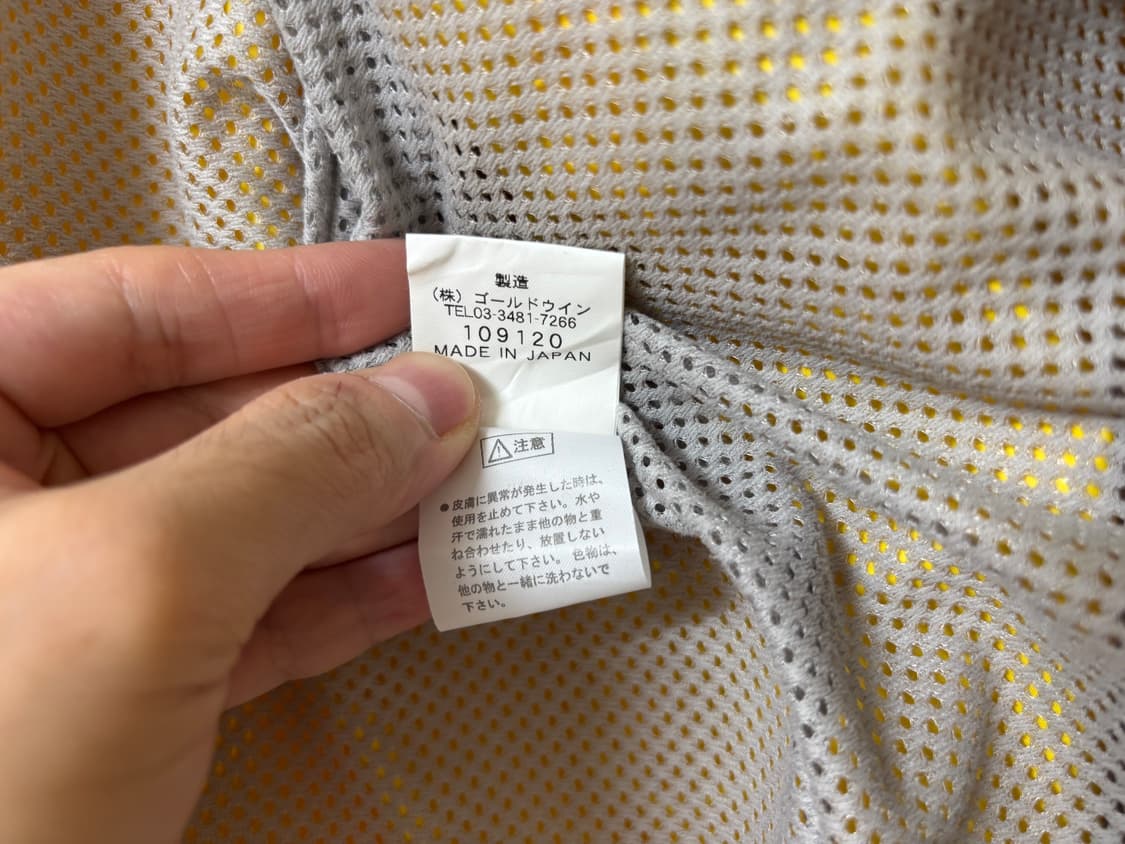 製造
(株) ゴールドウイン
TEL03-3481-7266
109120
MADE IN JAPAN
⚠注意
●皮膚に異常が発生した時は、
使用を止めて下さい。水や
汗で濡れたまま他の物と重
ね合わせたり、放置しない
ようにして下さい。色物は、
他の物と一緒に洗わないで
下さい。